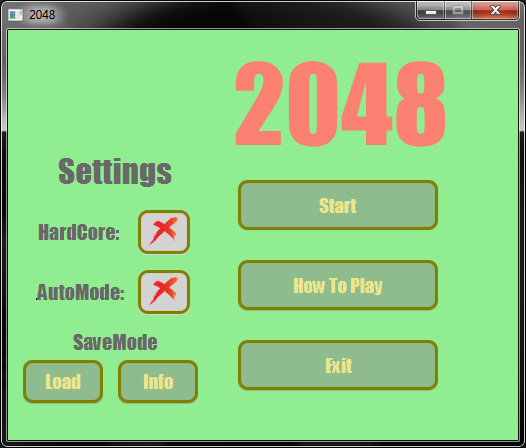 2048
2048
Settings
HardCore:
AutoMode:
SaveMode
Load
Info
Start
How To Play
Exit